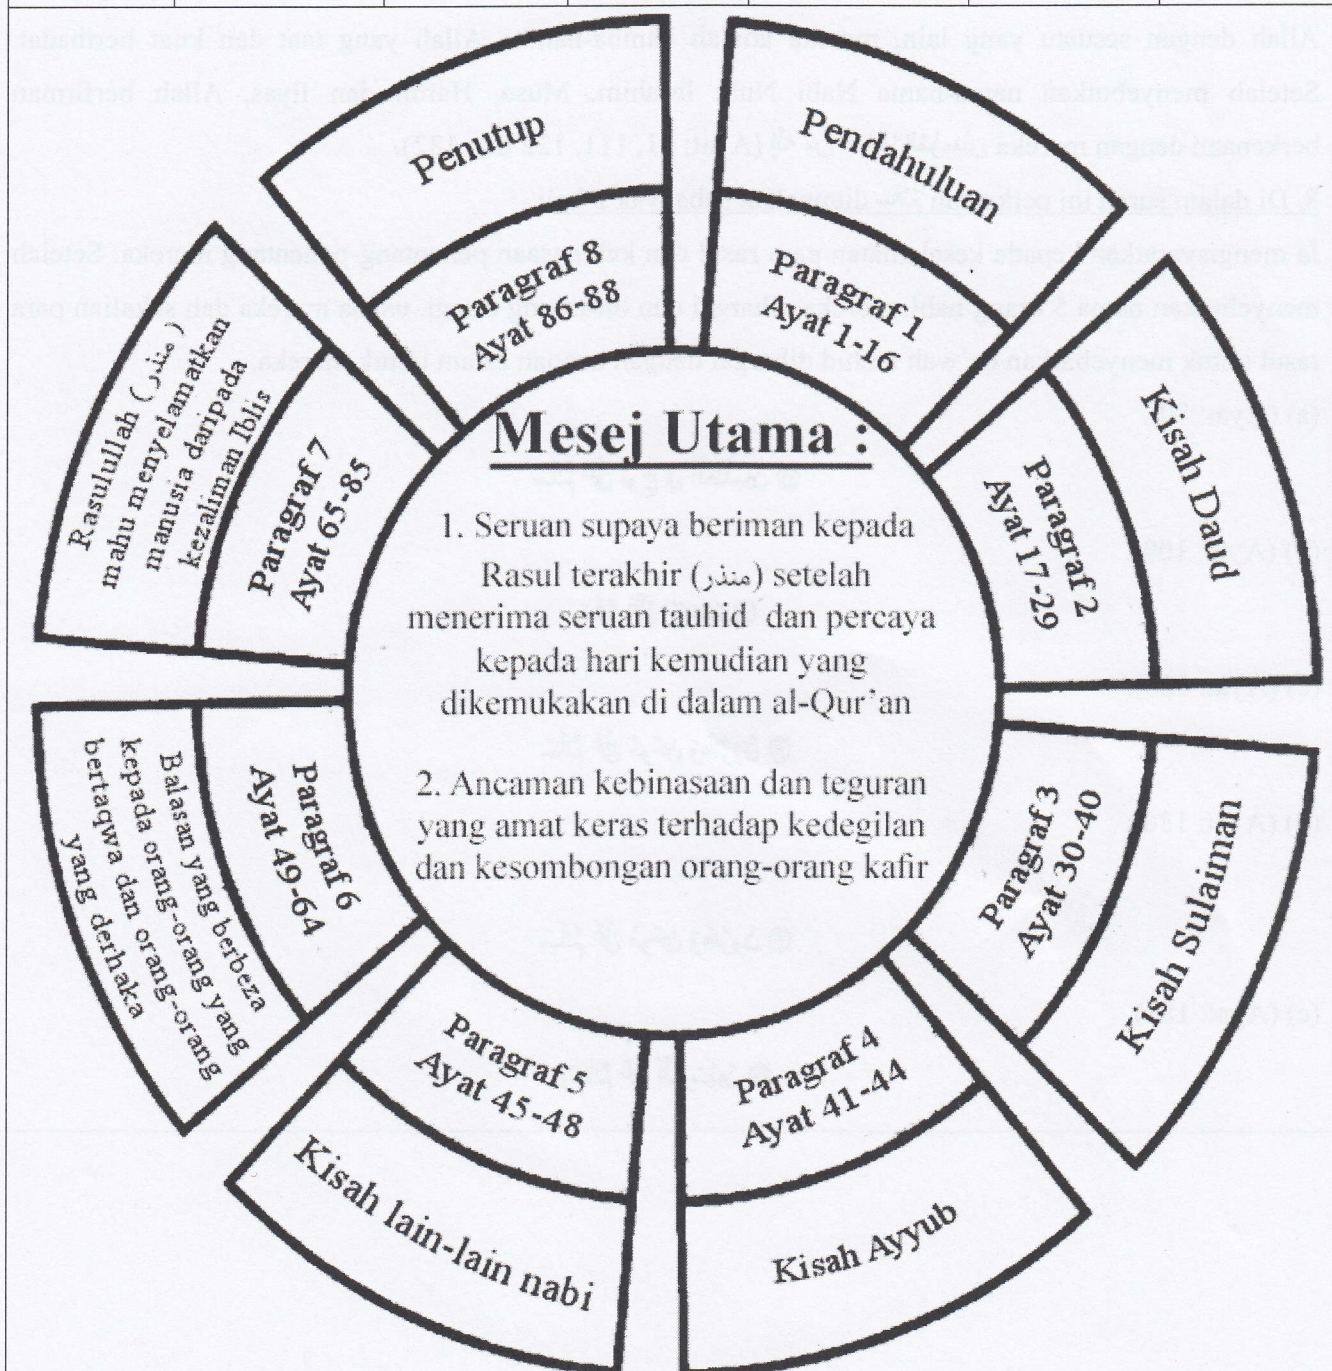 Mesej Utama :
1. Seruan supaya beriman kepada
Rasul terakhir (منذر) setelah
menerima seruan tauhid dan percaya
kepada hari kemudian yang
dikemukakan di dalam al-Qur’an
2. Ancaman kebinasaan dan teguran
yang amat keras terhadap kedegilan
dan kesombongan orang-orang kafir
Pendahuluan
Paragraf 1
Ayat 1-16
Kisah Daud
Paragraf 2
Ayat 17-29
Kisah Sulaiman
Paragraf 3
Ayat 30-40
Paragraf 4
Ayat 41-44
Kisah Ayyub
Paragraf 5
Ayat 45-48
Kisah lain-lain nabi
Paragraf 6
Ayat 49-64
Balasan yang berbeza
kepada orang-orang yang
bertaqwa dan orang-orang
yang derhaka
Rasulullah (منذر)
mahu menyelamatkan
manusia daripada
kezaliman Iblis
Paragraf 7
Ayat 65-85
Penutup
Paragraf 8
Ayat 86-88